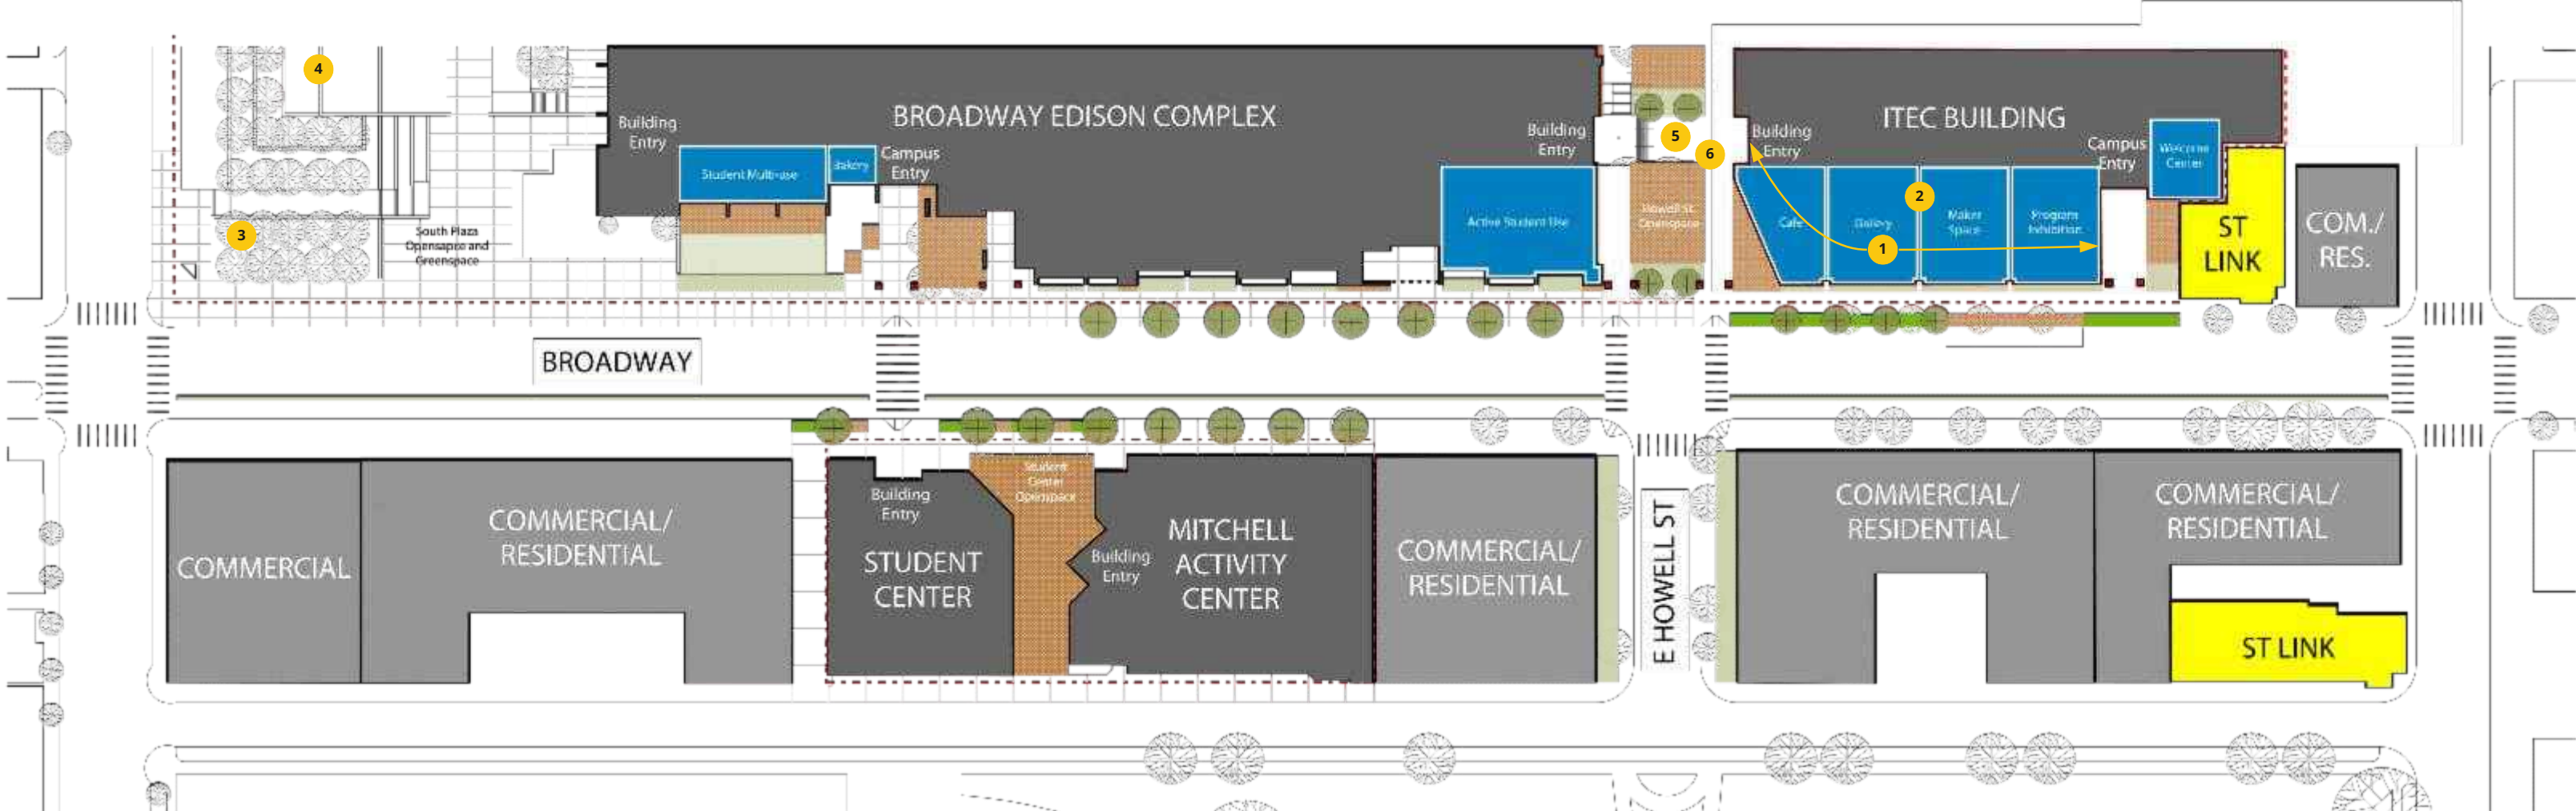 4
BROADWAY EDISON COMPLEX
ITEC BUILDING
Building
Entry
Building
Entry
5
6
Building
Entry
Campus
Entry
Welcome
Center
Student Multi-use
Bakery
Campus
Entry
3
South Plaza
Openspace and
Greenspace
Active Student Use
Howell St.
Openspace
Cafe
Gallery
2
Maker
Space
Program
Exhibition
1
ST
LINK
COM./
RES.
BROADWAY
Student
Center
Openspace
Building
Entry
STUDENT
CENTER
Building
Entry
MITCHELL
ACTIVITY
CENTER
COMMERCIAL
COMMERCIAL/
RESIDENTIAL
COMMERCIAL/
RESIDENTIAL
E HOWELL ST
COMMERCIAL/
RESIDENTIAL
COMMERCIAL/
RESIDENTIAL
ST LINK